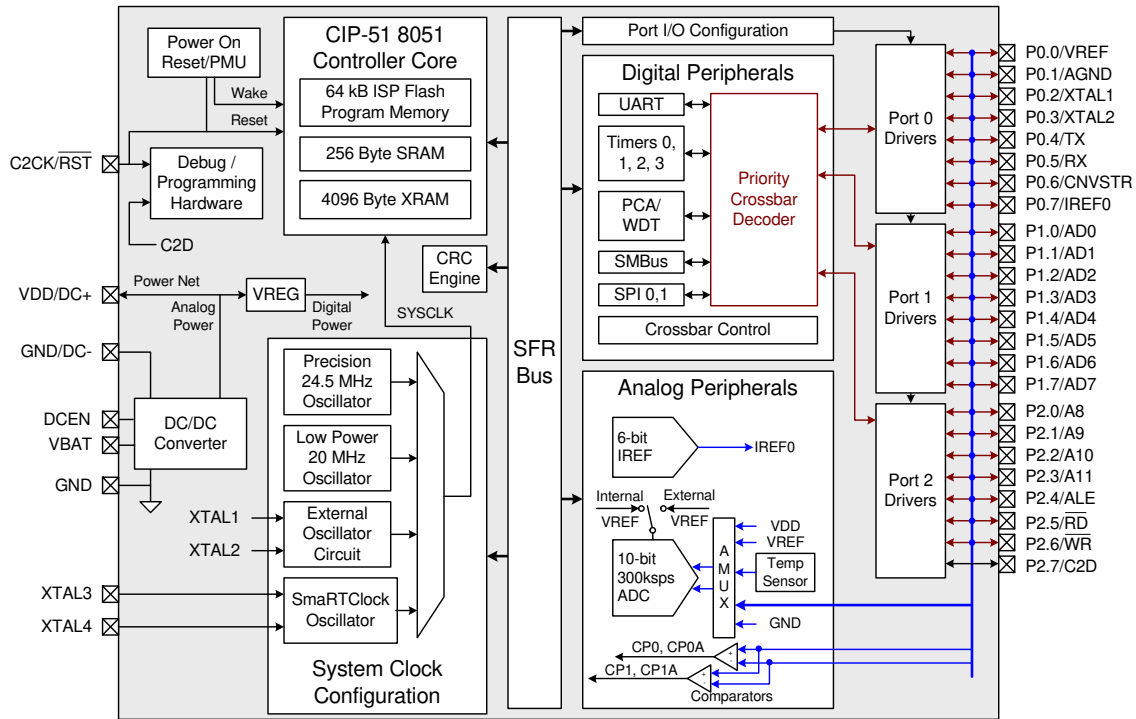 Power On
Reset/PMU
Wake
Reset
C2CK/RST
Debug /
Programming
Hardware
C2D
CIP-51 8051
Controller Core
64 kB ISP Flash
Program Memory
256 Byte SRAM
4096 Byte XRAM
CRC
Engine
VDD/DC+
Power Net
VREG
Analog
Power
Digital
Power
SYSCLK
GND/DC-
DCEN
VBAT
GND
DC/DC
Converter
XTAL1
XTAL2
XTAL3
XTAL4
Precision
24.5 MHz
Oscillator
Low Power
20 MHz
Oscillator
External
Oscillator
Circuit
SmaRTClock
Oscillator
System Clock
Configuration
SFR
Bus
Port I/O Configuration
Digital Peripherals
UART
Timers 0,
1, 2, 3
PCA/
WDT
SMBus
SPI 0,1
Priority
Crossbar
Decoder
Crossbar Control
Analog Peripherals
6-bit
IREF
IREF0
Internal
VREF
External
VREF
10-bit
300ksps
ADC
A
M
U
X
VDD
VREF
Temp
Sensor
GND
CP0, CP0A
+
-
CP1, CP1A
+
-
Comparators
Port 0
Drivers
Port 1
Drivers
Port 2
Drivers
P0.0/VREF
P0.1/AGND
P0.2/XTAL1
P0.3/XTAL2
P0.4/TX
P0.5/RX
P0.6/CNVSTR
P0.7/IREF0
P1.0/AD0
P1.1/AD1
P1.2/AD2
P1.3/AD3
P1.4/AD4
P1.5/AD5
P1.6/AD6
P1.7/AD7
P2.0/A8
P2.1/A9
P2.2/A10
P2.3/A11
P2.4/ALE
P2.5/RD
P2.6/WR
P2.7/C2D